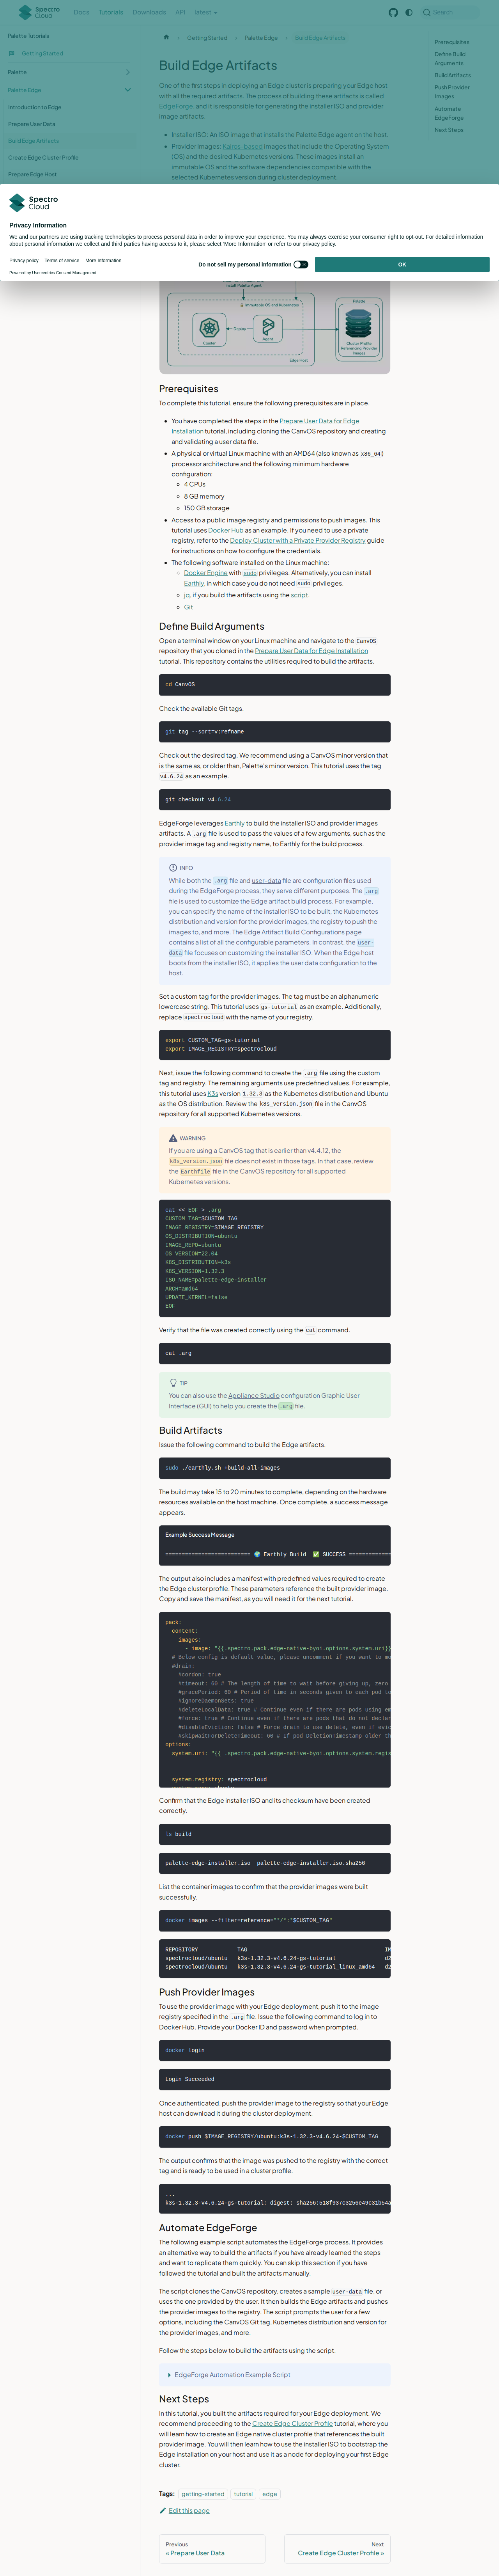 Spectro Cloud
Docs
Tutorials
Downloads
API
latest
Search
Palette Tutorials
Getting Started
Palette
Palette Edge
Introduction to Edge
Prepare User Data
Build Edge Artifacts
Create Edge Cluster Profile
Prepare Edge Host
Getting Started
Palette Edge
Build Edge Artifacts
Prerequisites
Define Build Arguments
Build Artifacts
Push Provider Images
Automate EdgeForge
Next Steps
Build Edge Artifacts
One of the first steps in deploying an Edge cluster is preparing your Edge host
with all the required artifacts. The process of building these artifacts is called
EdgeForge, and it is responsible for generating the installer ISO and provider
image artifacts.
Installer ISO: An ISO image that installs the Palette Edge agent on the host.
Provider Images: Kairos-based images that include the Operating System
(OS) and the desired Kubernetes versions. These images install an
immutable OS and the software dependencies compatible with the
selected Kubernetes version during cluster deployment.
Spectro Cloud
Privacy Information
We and our partners are using tracking technologies to process personal data in order to improve your experience. You may always exercise your consumer right to opt-out. For detailed information
about personal information we collect and third parties having access to it, please select 'More Information' or refer to our privacy policy.
Privacy policy
Terms of service
More Information
Powered by Usercentrics Consent Management
Do not sell my personal information
OK
Install Palette Agent
Immutable OS and Kubernetes
Cluster
Agent
Cluster Profile
Edge Host
Prerequisites
To complete this tutorial, ensure the following prerequisites are in place.
You have completed the steps in the Prepare User Data for Edge
Installation tutorial, including cloning the CanvOS repository and creating
and validating a user data file.
A physical or virtual Linux machine with an AMD64 (also known as x86_64)
processor architecture and the following minimum hardware
configuration:
4 CPUs
8 GB memory
150 GB storage
Access to a public image registry and permissions to push images. This
tutorial uses Docker Hub as an example. If you need to use a private
registry, refer to the Deploy Cluster with a Private Provider Registry guide
for instructions on how to configure the credentials.
The following software installed on the Linux machine:
Docker Engine with sudo privileges. Alternatively, you can install
Earthly, in which case you do not need sudo privileges.
jq, if you build the artifacts using the script.
Git
Define Build Arguments
Open a terminal window on your Linux machine and navigate to the CanvOS
repository that you cloned in the Prepare User Data for Edge Installation
tutorial. This repository contains the utilities required to build the artifacts.
cd CanvOS
Check the available Git tags.
git tag --sort=v:refname
Check out the desired tag. We recommend using a CanvOS minor version that
is the same as, or older than, Palette's minor version. This tutorial uses the tag
v4.6.24 as an example.
git checkout v4.6.24
EdgeForge leverages Earthly to build the installer ISO and provider images
artifacts. A .arg file is used to pass the values of a few arguments, such as the
provider image tag and registry name, to Earthly for the build process.
INFO
While both the .arg file and user-data file are configuration files used
during the EdgeForge process, they serve different purposes. The .arg
file is used to customize the Edge artifact build process. For example,
you can specify the name of the installer ISO to be built, the Kubernetes
distribution and version for the provider images, the registry to push the
images to, and more. The Edge Artifact Build Configurations page
contains a list of all the configurable parameters. In contrast, the user-
data file focuses on customizing the installer ISO. When the Edge host
boots from the installer ISO, it applies the user data configuration to the
host.
Set a custom tag for the provider images. The tag must be an alphanumeric
lowercase string. This tutorial uses gs-tutorial as an example. Additionally,
replace spectrocloud with the name of your registry.
export CUSTOM_TAG=gs-tutorial
export IMAGE_REGISTRY=spectrocloud
Next, issue the following command to create the .arg file using the custom
tag and registry. The remaining arguments use predefined values. For example,
this tutorial uses K3s version 1.32.3 as the Kubernetes distribution and Ubuntu
as the OS distribution. Review the k8s_version.json file in the CanvOS
repository for all supported Kubernetes versions.
WARNING
If you are using a CanvOS tag that is earlier than v4.4.12, the
k8s_version.json file does not exist in those tags. In that case, review
the Earthfile file in the CanvOS repository for all supported
Kubernetes versions.
cat << EOF > .arg
CUSTOM_TAG=$CUSTOM_TAG
IMAGE_REGISTRY=$IMAGE_REGISTRY
OS_DISTRIBUTION=ubuntu
IMAGE_REPO=ubuntu
OS_VERSION=22.04
K8S_DISTRIBUTION=k3s
K8S_VERSION=1.32.3
ISO_NAME=palette-edge-installer
ARCH=amd64
UPDATE_KERNEL=false
EOF
Verify that the file was created correctly using the cat command.
cat .arg
TIP
You can also use the Appliance Studio configuration Graphic User
Interface (GUI) to help you create the .arg file.
Build Artifacts
Issue the following command to build the Edge artifacts.
sudo ./earthly.sh +build-all-images
The build may take 15 to 20 minutes to complete, depending on the hardware
resources available on the host machine. Once complete, a success message
appears.
Example Success Message
========================== 🌍 Earthly Build ✅ SUCCESS =============
The output also includes a manifest with predefined values required to create
the Edge cluster profile. These parameters reference the built provider image.
Copy and save the manifest, as you will need it for the next tutorial.
pack:
content:
images:
- image: "{{.spectro.pack.edge-native-byoi.options.system.uri}}
# Below config is default value, please uncomment if you want to mo
#drain:
#cordon: true
#timeout: 60 # The length of time to wait before giving up, zero
#gracePeriod: 60 # Period of time in seconds given to each pod to
#ignoreDaemonSets: true
#deleteLocalData: true # Continue even if there are pods using em
#force: true # Continue even if there are pods that do not declar
#disableEviction: false # Force drain to use delete, even if evic
#skipWaitForDeleteTimeout: 60 # If pod DeletionTimestamp older th
options:
system.uri: "{{ .spectro.pack.edge-native-byoi.options.system.regis
system.registry: spectrocloud
Confirm that the Edge installer ISO and its checksum have been created
correctly.
ls build
palette-edge-installer.iso palette-edge-installer.iso.sha256
List the container images to confirm that the provider images were built
successfully.
docker images --filter=reference="*/*:*$CUSTOM_TAG"
REPOSITORY TAG IM
spectrocloud/ubuntu k3s-1.32.3-v4.6.24-gs-tutorial d2
spectrocloud/ubuntu k3s-1.32.3-v4.6.24-gs-tutorial_linux_amd64 d2
Push Provider Images
To use the provider image with your Edge deployment, push it to the image
registry specified in the .arg file. Issue the following command to log in to
Docker Hub. Provide your Docker ID and password when prompted.
docker login
Login Succeeded
Once authenticated, push the provider image to the registry so that your Edge
host can download it during the cluster deployment.
docker push $IMAGE_REGISTRY/ubuntu:k3s-1.32.3-v4.6.24-$CUSTOM_TAG
The output confirms that the image was pushed to the registry with the correct
tag and is ready to be used in a cluster profile.
...
k3s-1.32.3-v4.6.24-gs-tutorial: digest: sha256:518f937c3256e49c31b54a
Automate EdgeForge
The following example script automates the EdgeForge process. It provides
an alternative way to build the artifacts if you have already learned the steps
and want to replicate them quickly. You can skip this section if you have
followed the tutorial and built the artifacts manually.
The script clones the CanvOS repository, creates a sample user-data file, or
uses the one provided by the user. It then builds the Edge artifacts and pushes
the provider images to the registry. The script prompts the user for a few
options, including the CanvOS Git tag, Kubernetes distribution and version for
the provider images, and more.
Follow the steps below to build the artifacts using the script.
EdgeForge Automation Example Script
Next Steps
In this tutorial, you built the artifacts required for your Edge deployment. We
recommend proceeding to the Create Edge Cluster Profile tutorial, where you
will learn how to create an Edge native cluster profile that references the built
provider image. You will then learn how to use the installer ISO to bootstrap the
Edge installation on your host and use it as a node for deploying your first Edge
cluster.
Tags: getting-started tutorial edge
Edit this page
Previous
« Prepare User Data
Next
Create Edge Cluster Profile »